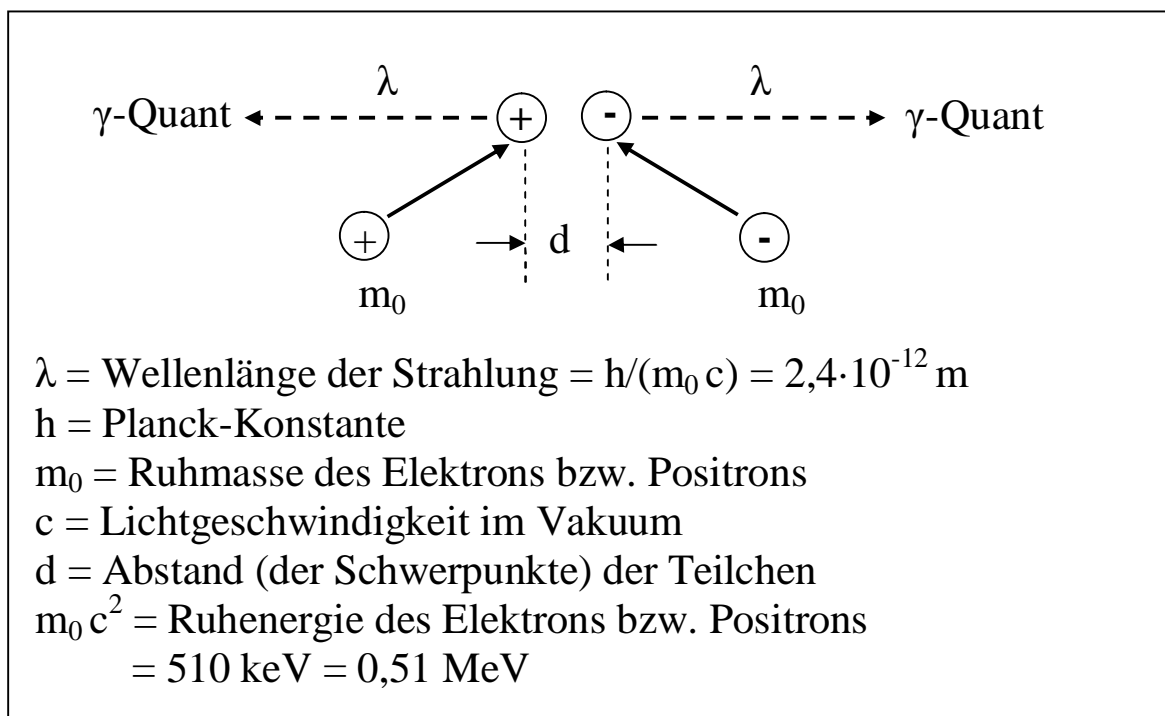 λ λ
γ-Quant + - γ-Quant
+ d -
m₀ m₀
λ = Wellenlänge der Strahlung = h/(m₀ c) = 2,4·10⁻¹² m
h = Planck-Konstante
m₀ = Ruhmasse des Elektrons bzw. Positrons
c = Lichtgeschwindigkeit im Vakuum
d = Abstand (der Schwerpunkte) der Teilchen
m₀ c² = Ruhenergie des Elektrons bzw. Positrons
= 510 keV = 0,51 MeV